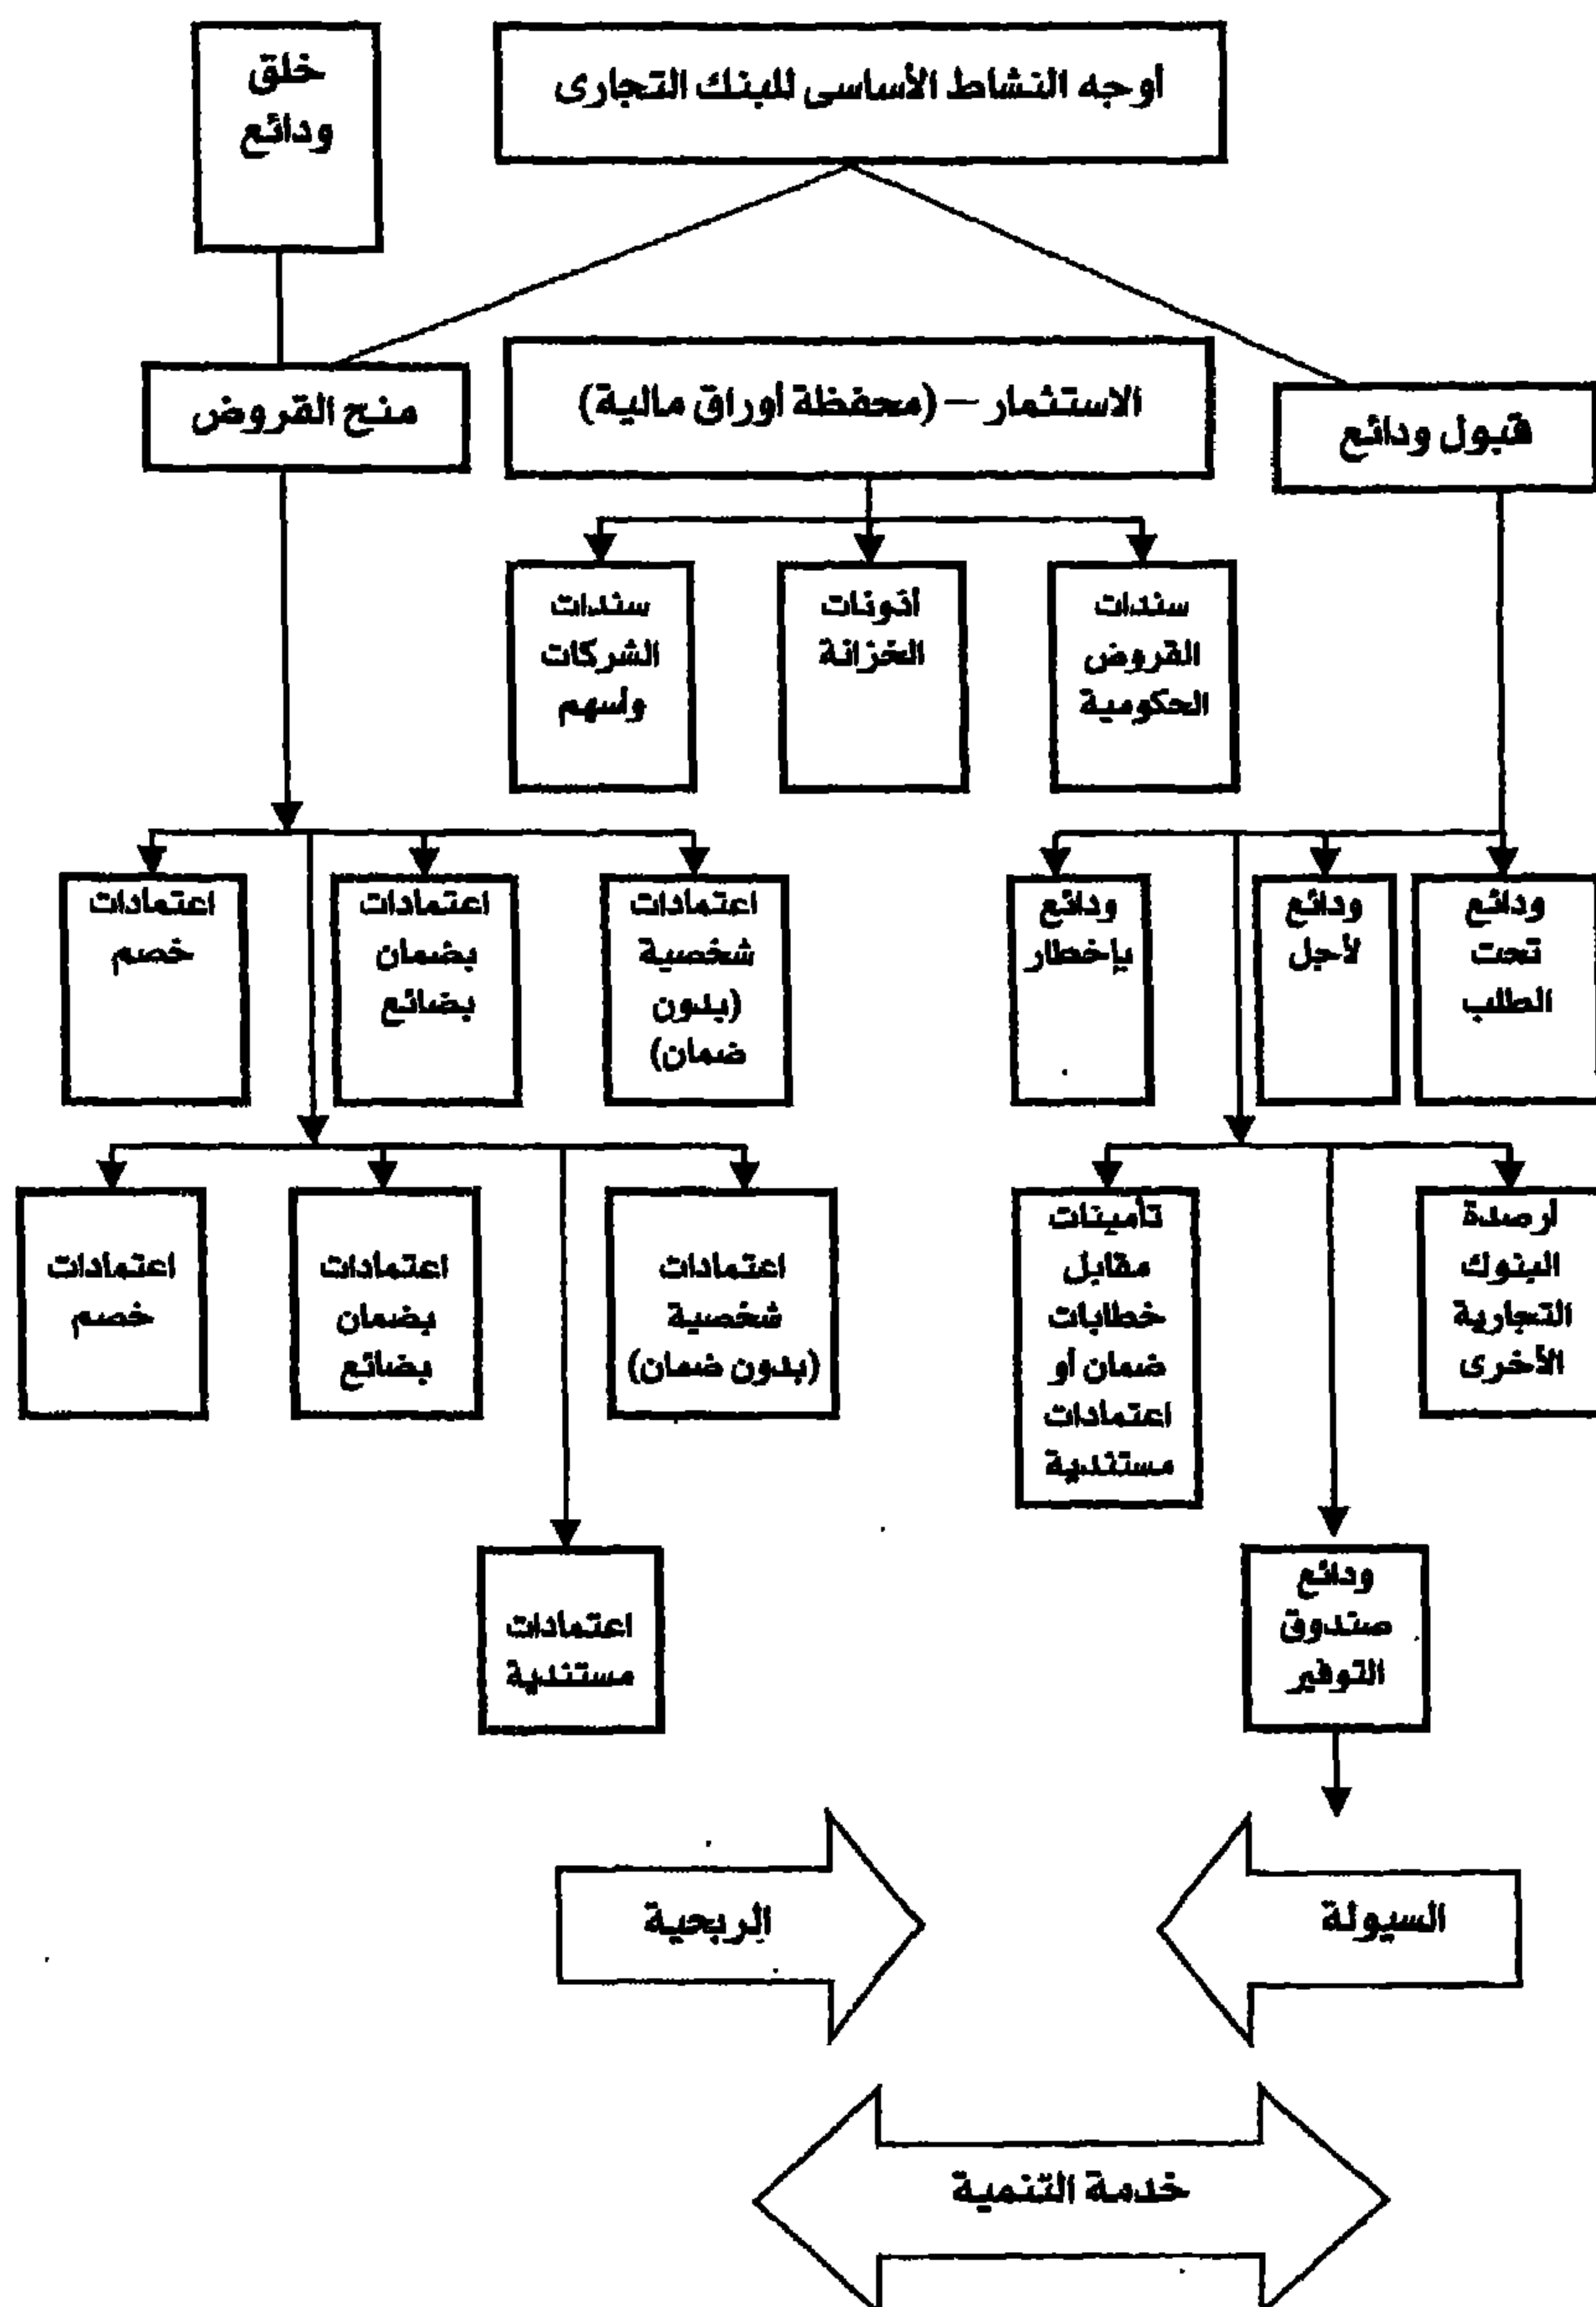 أوجه النشاط الأساسى للبنك التجارى
خلق
ودائع
قبول ودائع
الاستثمار – (محفظة أوراق مالية)
منح القروض
سندات
القروض
الحكومية
أذونات
الخزانة
سندات
الشركات
وأسهم
ودائع
تحت
الطلب
ودائع
لأجل
ودائع
بإخطار
اعتمادات
شخصية
(بدون
ضمان)
اعتمادات
بضمان
بضائع
اعتمادات
خصم
أرصدة
البنوك
التجارية
الأخرى
تأمينات
مقابل
خطابات
ضمان أو
اعتمادات
مستندية
اعتمادات
شخصية
(بدون ضمان)
اعتمادات
بضمان
بضائع
اعتمادات
خصم
ودائع
صندوق
التوفير
اعتمادات
مستندية
السيولة
الربحية
خدمة التنمية